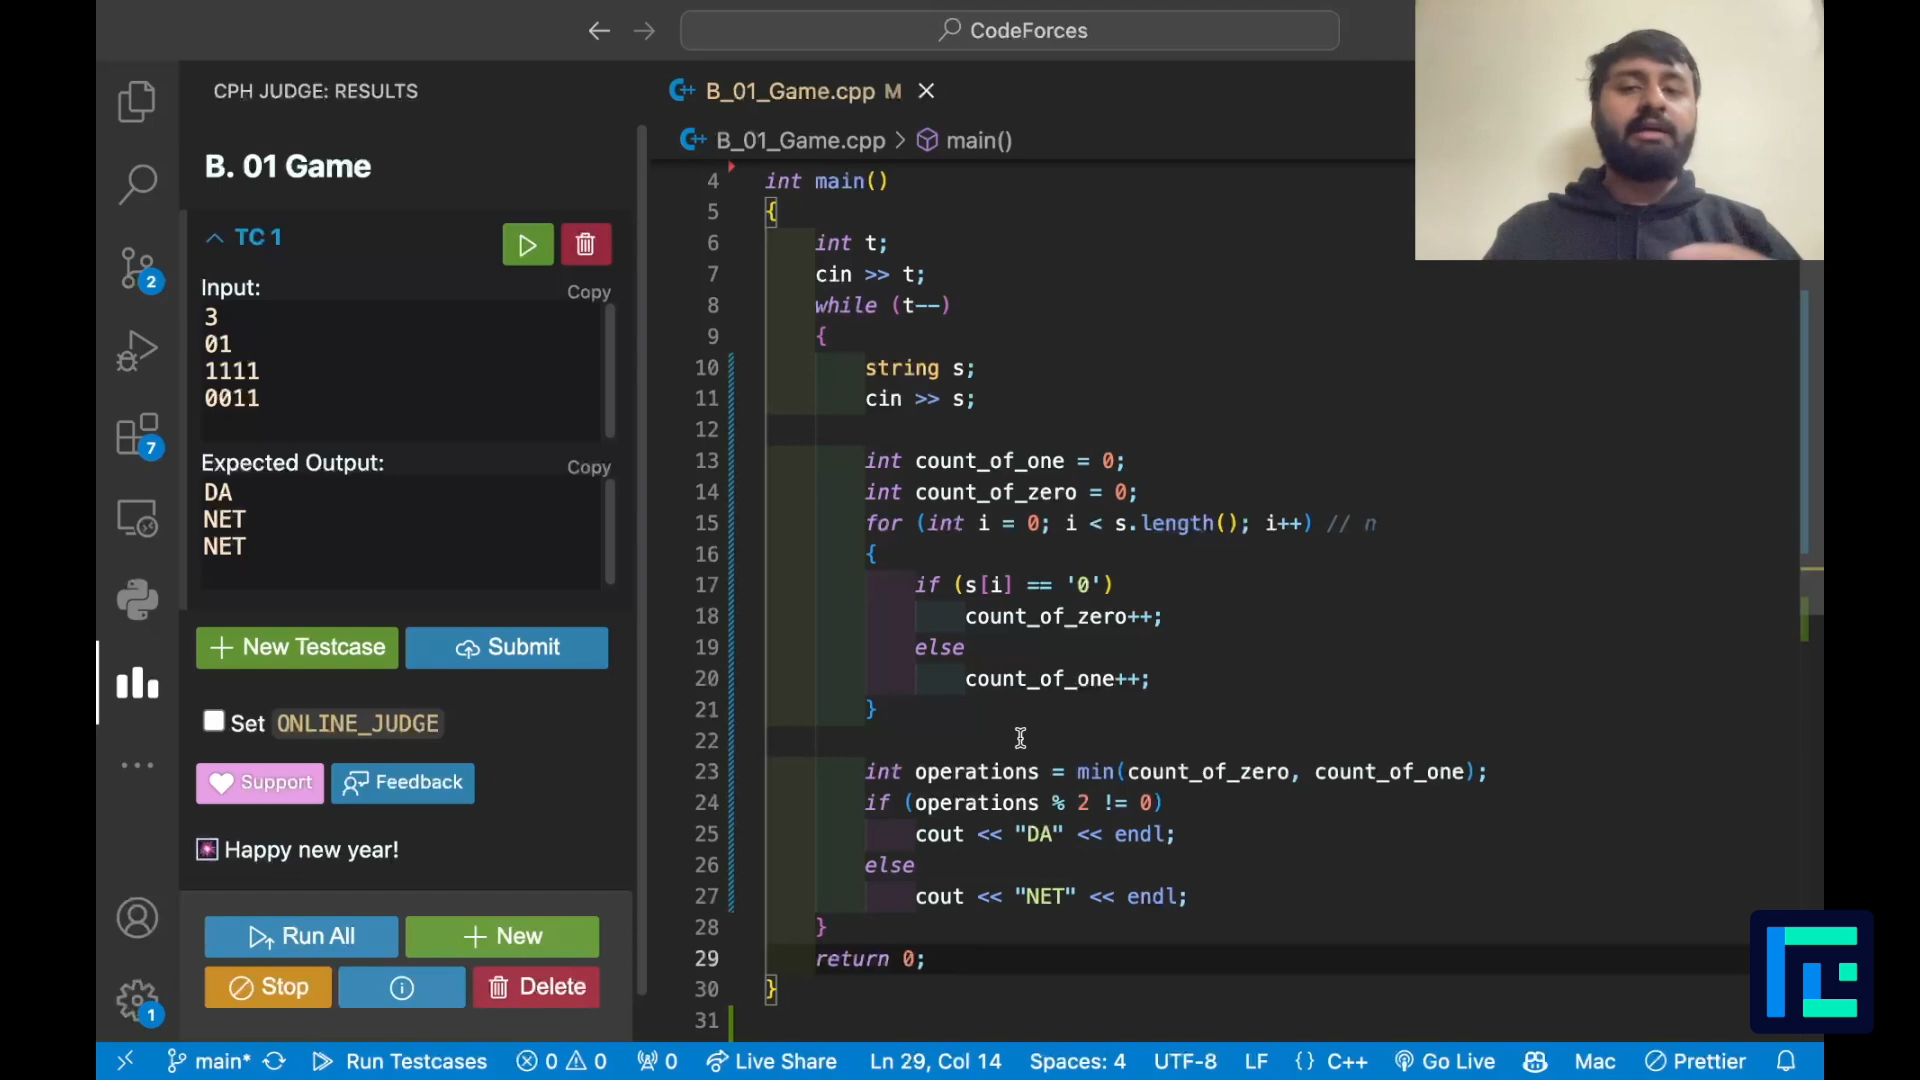 CodeForces
CPH JUDGE: RESULTS
B_01_Game.cpp M
B_01_Game.cpp > main()
B. 01 Game
TC 1
Input:
Copy
3
01
1111
0011
Expected Output:
Copy
DA
NET
NET
New Testcase
Submit
Set ONLINE_JUDGE
Support
Feedback
Happy new year!
Run All
New
Stop
Delete
2
7
1
4 int main()
5 {
6 int t;
7 cin >> t;
8 while (t--)
9 {
10 string s;
11 cin >> s;
12
13 int count_of_one = 0;
14 int count_of_zero = 0;
15 for (int i = 0; i < s.length(); i++) // n
16 {
17 if (s[i] == '0')
18 count_of_zero++;
19 else
20 count_of_one++;
21 }
22
23 int operations = min(count_of_zero, count_of_one);
24 if (operations % 2 != 0)
25 cout << "DA" << endl;
26 else
27 cout << "NET" << endl;
28 }
29 return 0;
30 }
31
main* Run Testcases 0 0 0 Live Share Ln 29, Col 14 Spaces: 4 UTF-8 LF {} C++ Go Live Mac Prettier